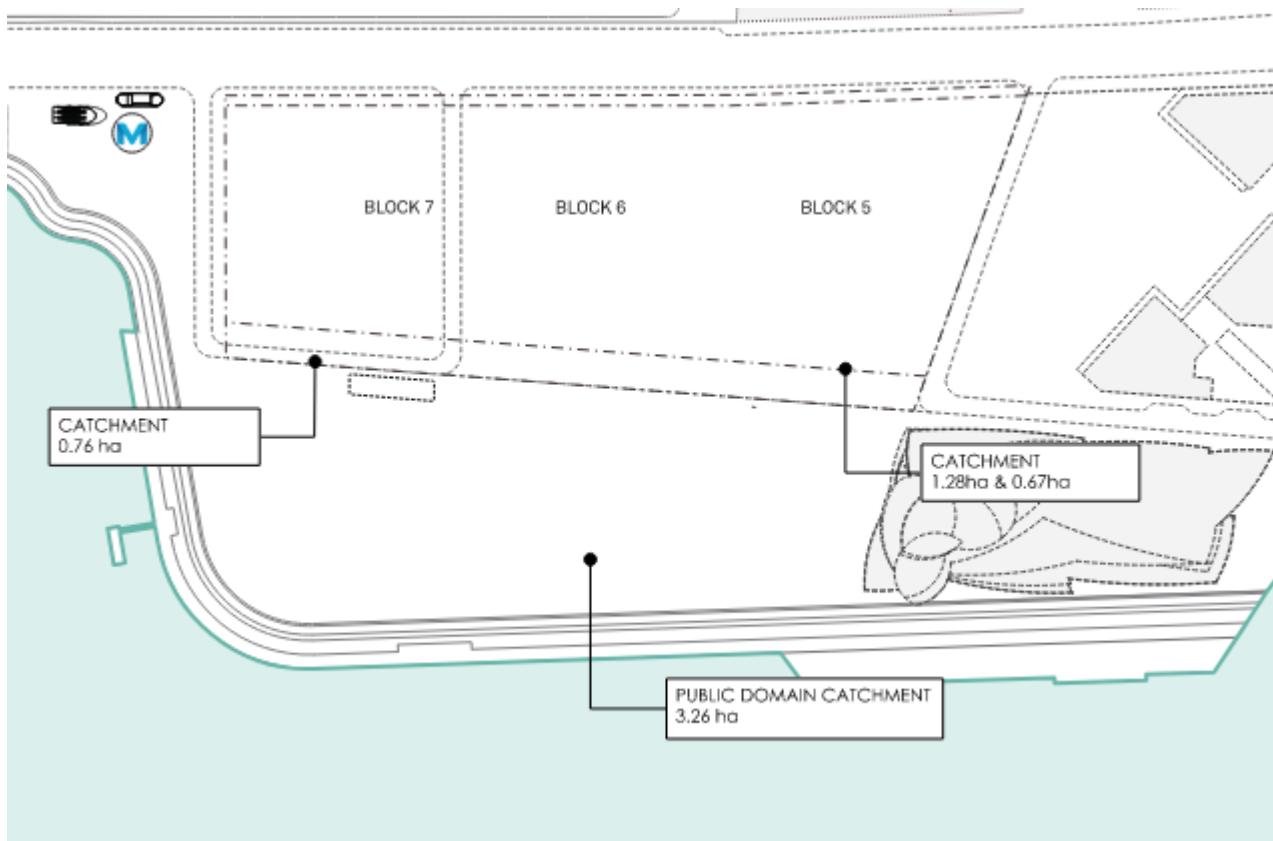 M
BLOCK 7
BLOCK 6
BLOCK 5
CATCHMENT
0.76 ha
CATCHMENT
1.28ha & 0.67ha
PUBLIC DOMAIN CATCHMENT
3.26 ha